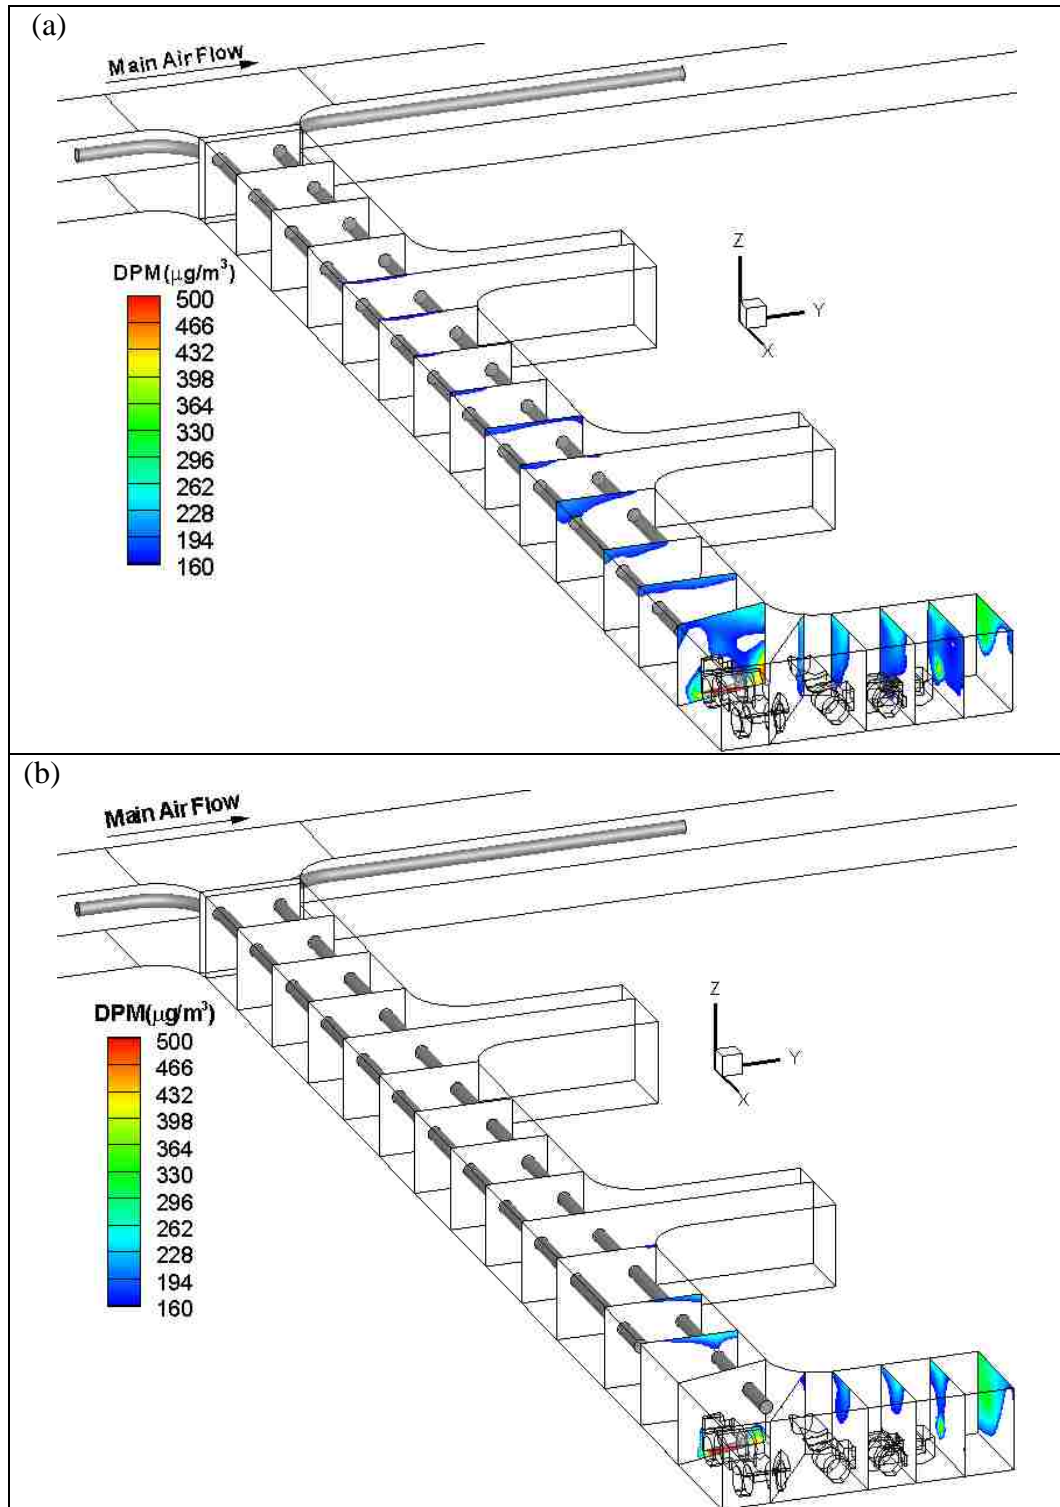 (a)
Main Air Flow
DPM(μg/m³)
500
466
432
398
364
330
296
262
228
194
160
Z
Y
X
(b)
Main Air Flow
DPM(μg/m³)
500
466
432
398
364
330
296
262
228
194
160
Z
Y
X